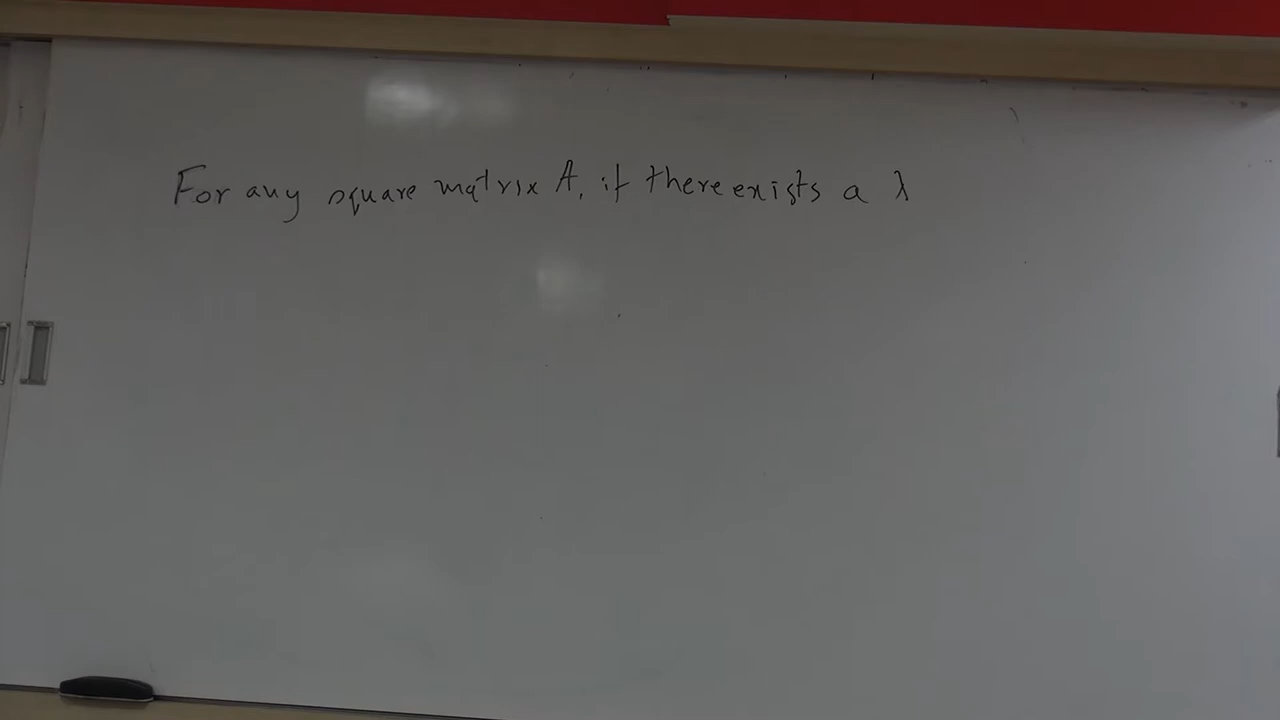 For any square matrix A, if there exists a λ